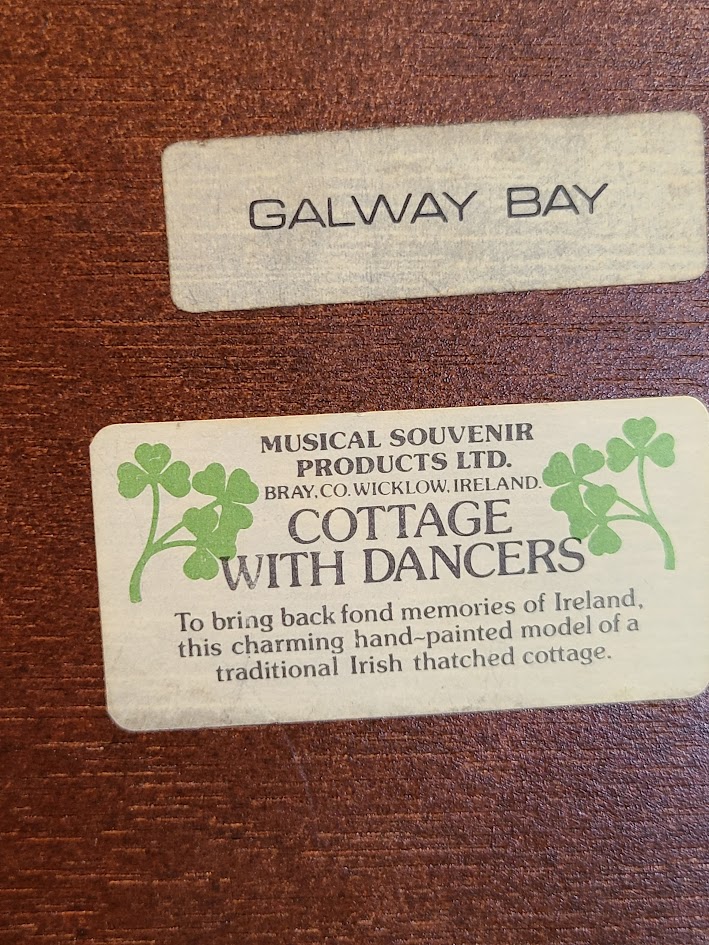 GALWAY BAY
MUSICAL SOUVENIR
PRODUCTS LTD.
BRAY, CO. WICKLOW, IRELAND.
COTTAGE
WITH DANCERS
To bring back fond memories of Ireland,
this charming hand~painted model of a
traditional Irish thatched cottage.